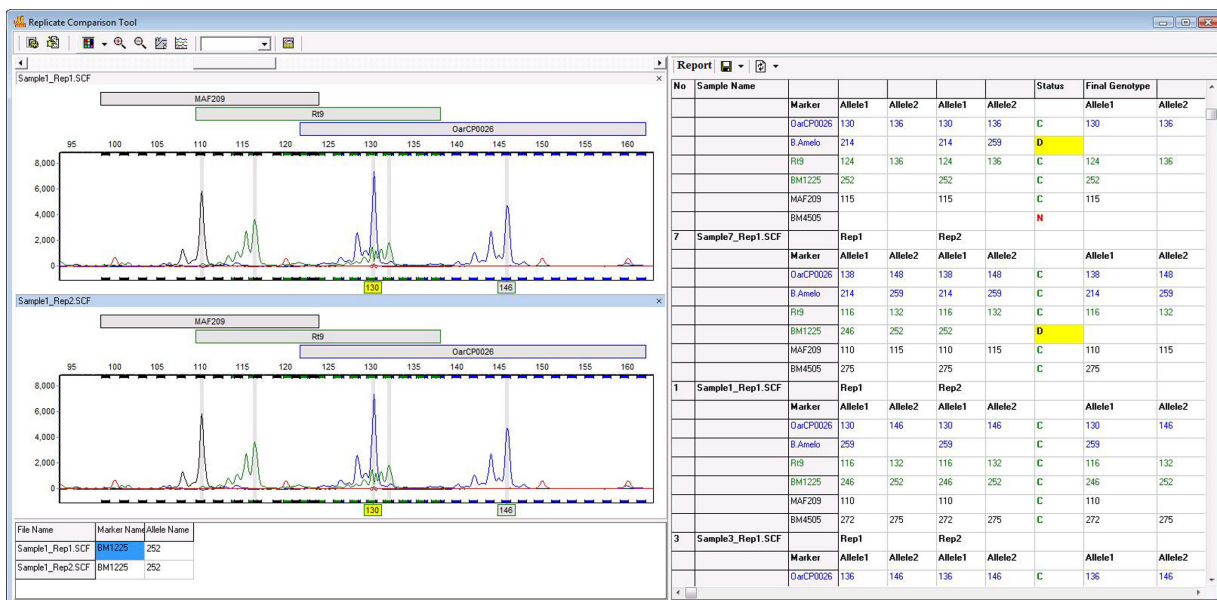 Replicate Comparison Tool
Sample1_Rep1.SCF
MAF209
Rt9
OarCP0026
95 100 105 110 115 120 125 130 135 140 145 150 155 160
8,000
6,000
4,000
2,000
0
130 146
Sample1_Rep2.SCF
MAF209
Rt9
OarCP0026
95 100 105 110 115 120 125 130 135 140 145 150 155 160
8,000
6,000
4,000
2,000
0
130 146
File Name Marker Name Allele Name
Sample1_Rep1.SCF BM1225 252
Sample1_Rep2.SCF BM1225 252
Report
No Sample Name Status Final Genotype
Marker Allele1 Allele2 Allele1 Allele2 Allele1 Allele2
OarCP0026 130 136 130 136 C 130 136
B.Amelo 214 214 259 D
Rt9 124 136 124 136 C 124 136
BM1225 252 252 C 252
MAF209 115 115 C 115
BM4505 N
7 Sample7_Rep1.SCF Rep1 Rep2
Marker Allele1 Allele2 Allele1 Allele2 Allele1 Allele2
OarCP0026 138 148 138 148 C 138 148
B.Amelo 214 259 214 259 C 214 259
Rt9 116 132 116 132 C 116 132
BM1225 246 252 252 D
MAF209 110 115 110 115 C 110 115
BM4505 275 275 C 275
1 Sample1_Rep1.SCF Rep1 Rep2
Marker Allele1 Allele2 Allele1 Allele2 Allele1 Allele2
OarCP0026 130 146 130 146 C 130 146
B.Amelo 259 259 C 259
Rt9 116 132 116 132 C 116 132
BM1225 246 252 246 252 C 246 252
MAF209 110 110 C 110
BM4505 272 275 272 275 C 272 275
3 Sample3_Rep1.SCF Rep1 Rep2
Marker Allele1 Allele2 Allele1 Allele2 Allele1 Allele2
OarCP0026 136 146 136 146 C 136 146